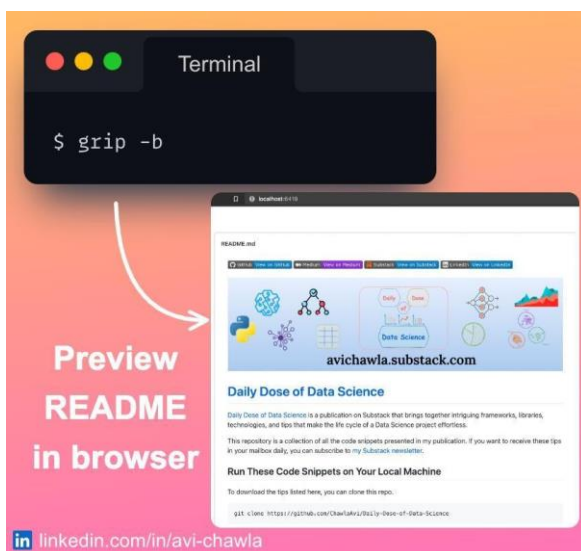 Terminal
$ grip -b
localhost:6419
README.md
GitHub View on GitHub Medium View on Medium Substack View on Substack LinkedIn View on LinkedIn
Daily Dose
Data Science
avichawla.substack.com
Preview
README
in browser
Daily Dose of Data Science
Daily Dose of Data Science is a publication on Substack that brings together intriguing frameworks, libraries,
technologies, and tips that make the life cycle of a Data Science project effortless.
This repository is a collection of all the code snippets presented in my publication. If you want to receive these tips
in your mailbox daily, you can subscribe to my Substack newsletter.
Run These Code Snippets on Your Local Machine
To download the tips listed here, you can clone this repo.
git clone https://github.com/ChawlaAvi/Daily-Dose-of-Data-Science
in linkedin.com/in/avi-chawla